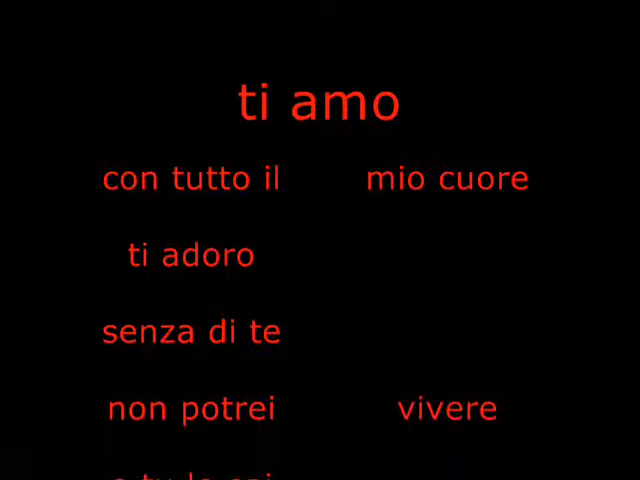 ti amo
con tutto il mio cuore
ti adoro
senza di te
non potrei vivere